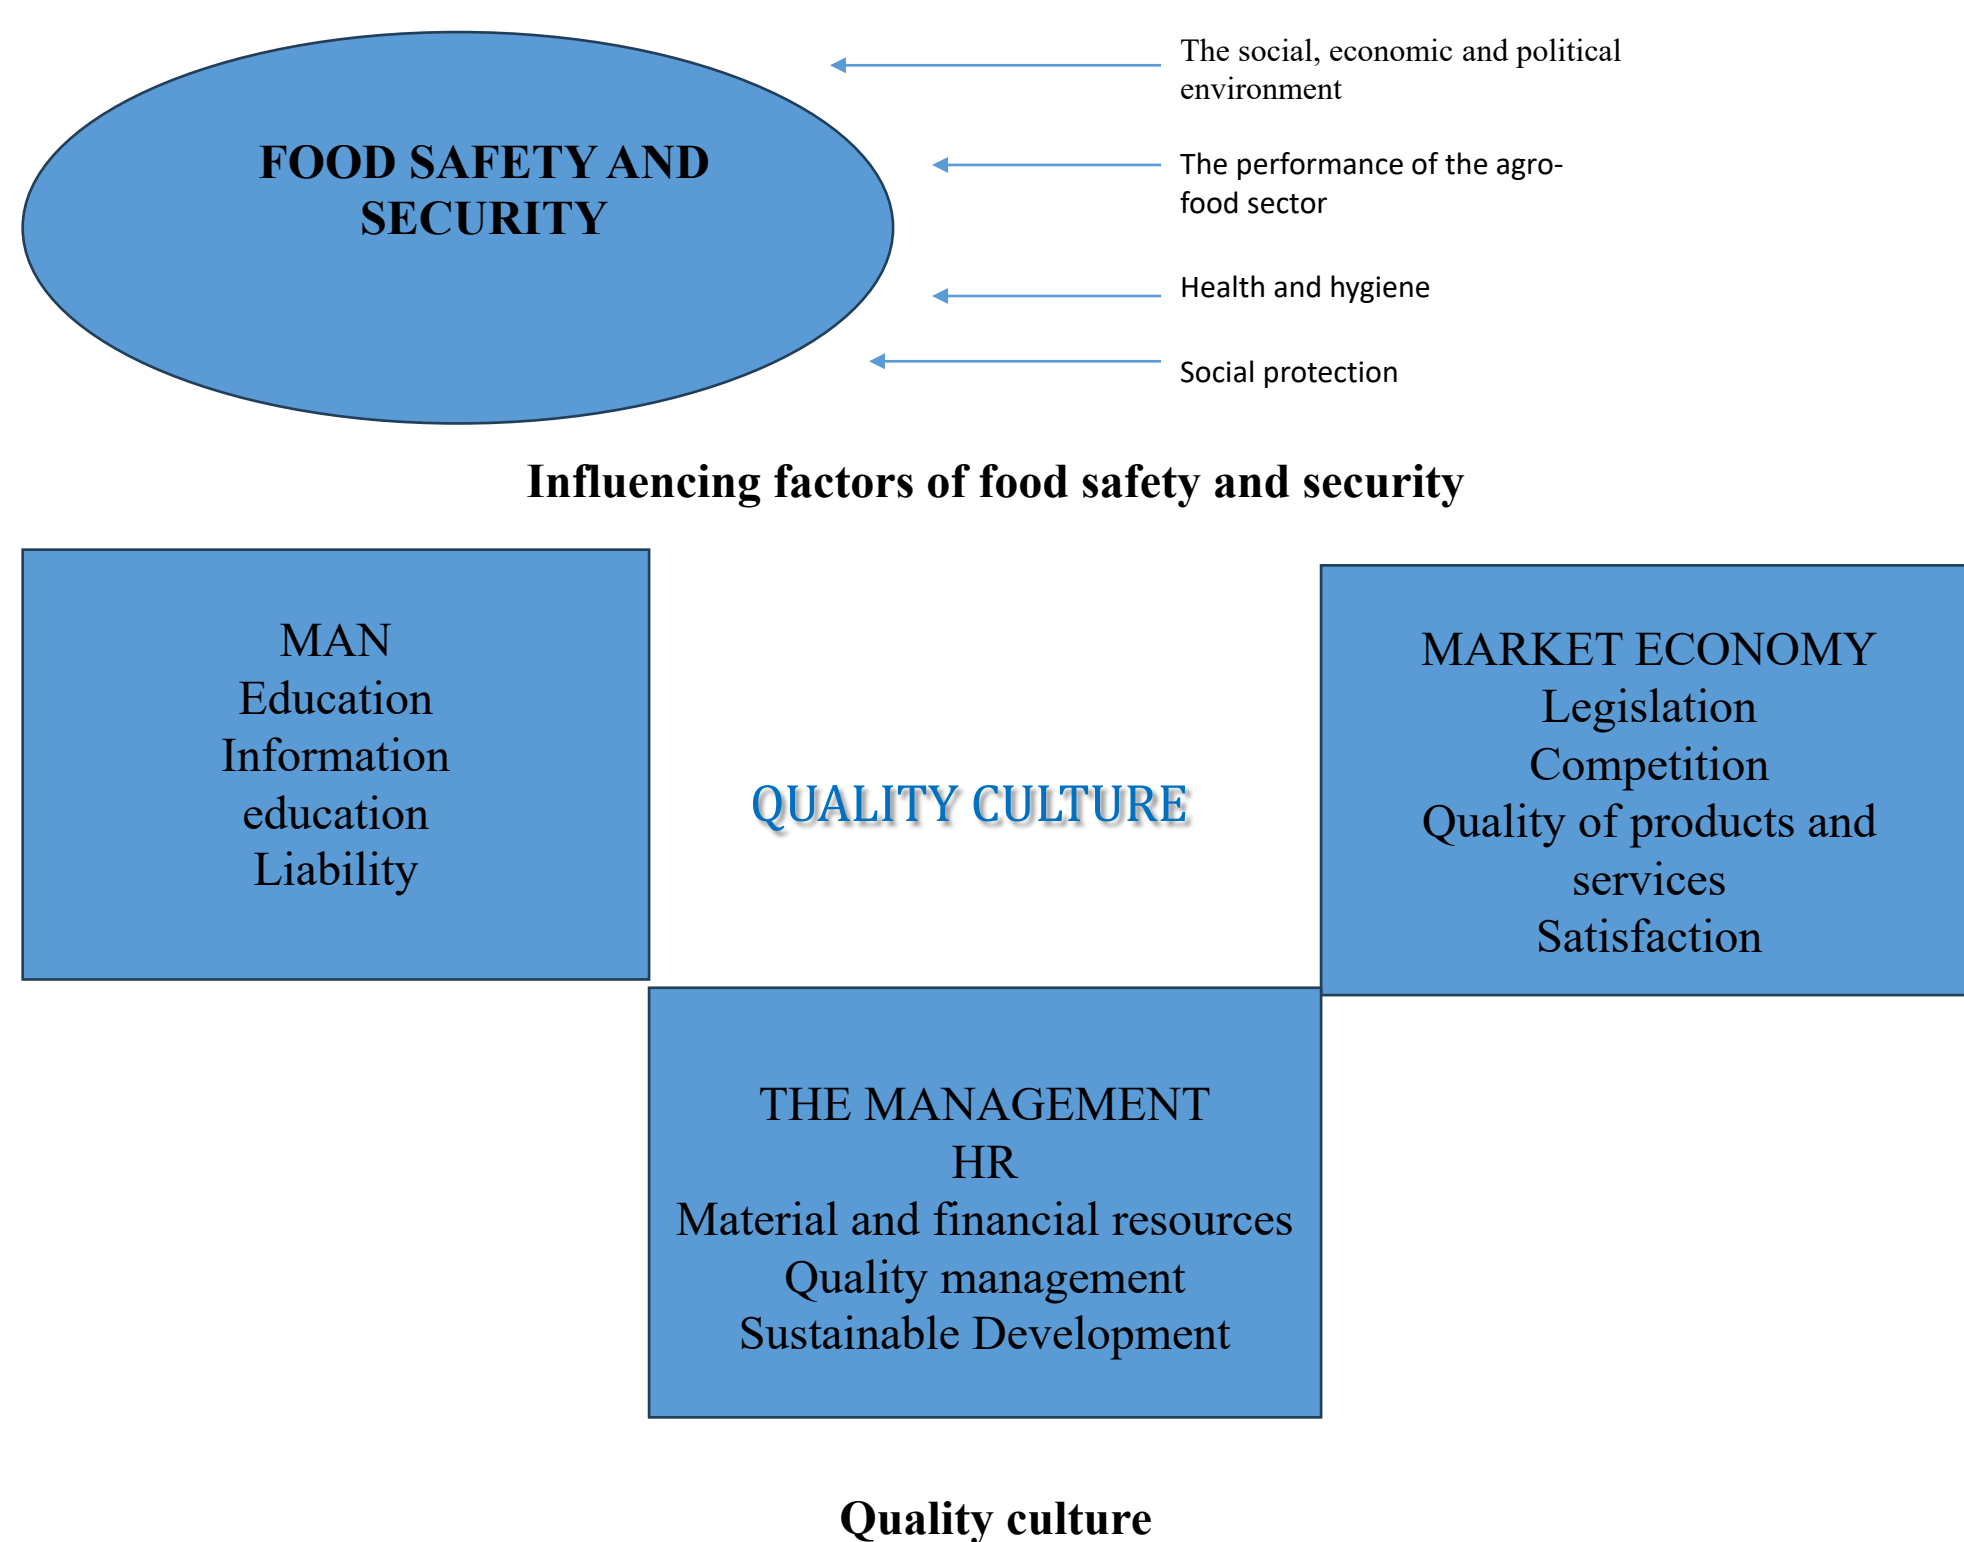 FOOD SAFETY AND
SECURITY
The social, economic and political
environment
The performance of the agro-
food sector
Health and hygiene
Social protection
Influencing factors of food safety and security
MAN
Education
Information
education
Liability
QUALITY CULTURE
MARKET ECONOMY
Legislation
Competition
Quality of products and
services
Satisfaction
THE MANAGEMENT
HR
Material and financial resources
Quality management
Sustainable Development
Quality culture